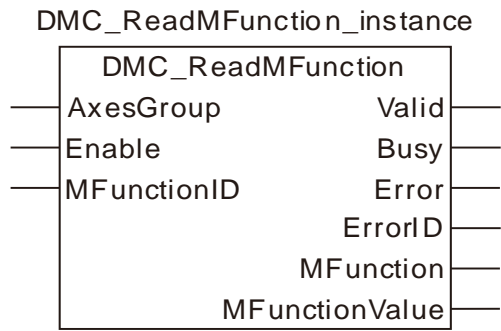 DMC_ReadMFunction_instance
DMC_ReadMFunction
AxesGroup Valid
Enable Busy
MFunctionID Error
ErrorID
MFunction
MFunctionValue